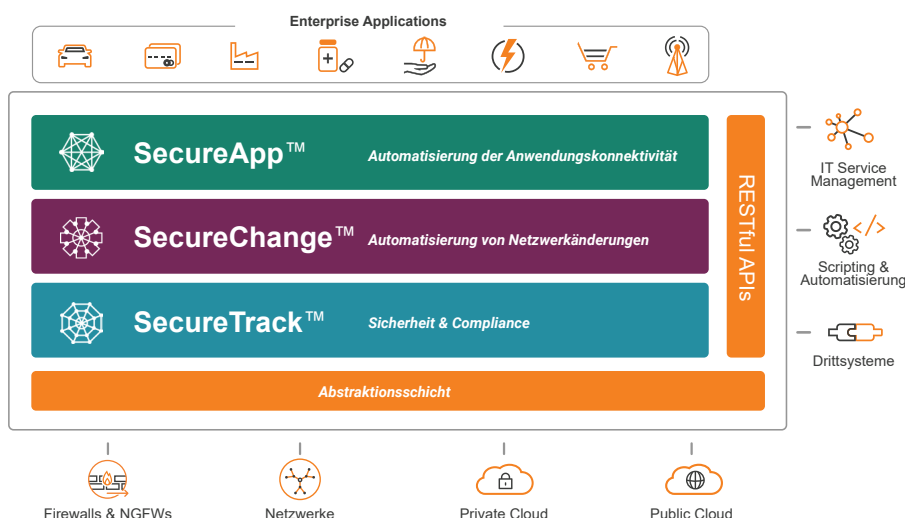 Enterprise Applications
SecureApp™
Automatisierung der Anwendungskonnektivität
SecureChange™
Automatisierung von Netzwerkänderungen
SecureTrack™
Sicherheit & Compliance
RESTful APIs
Abstraktionsschicht
IT Service
Management
</>
Scripting &
Automatisierung
Drittsysteme
Firewalls & NGFWs
Netzwerke
Private Cloud
Public Cloud